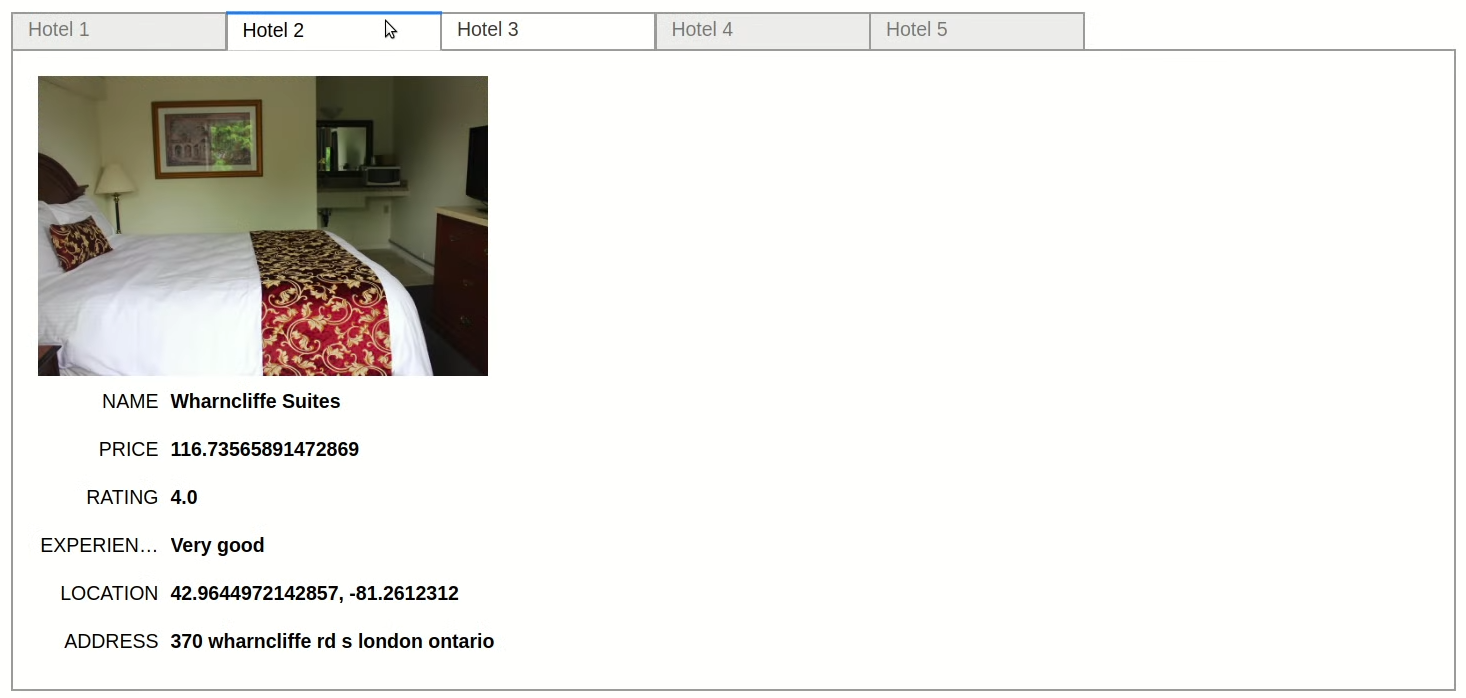 Hotel 1
Hotel 2
Hotel 3
Hotel 4
Hotel 5
NAME Wharncliffe Suites
PRICE 116.73565891472869
RATING 4.0
EXPERIEN… Very good
LOCATION 42.9644972142857, -81.2612312
ADDRESS 370 wharncliffe rd s london ontario